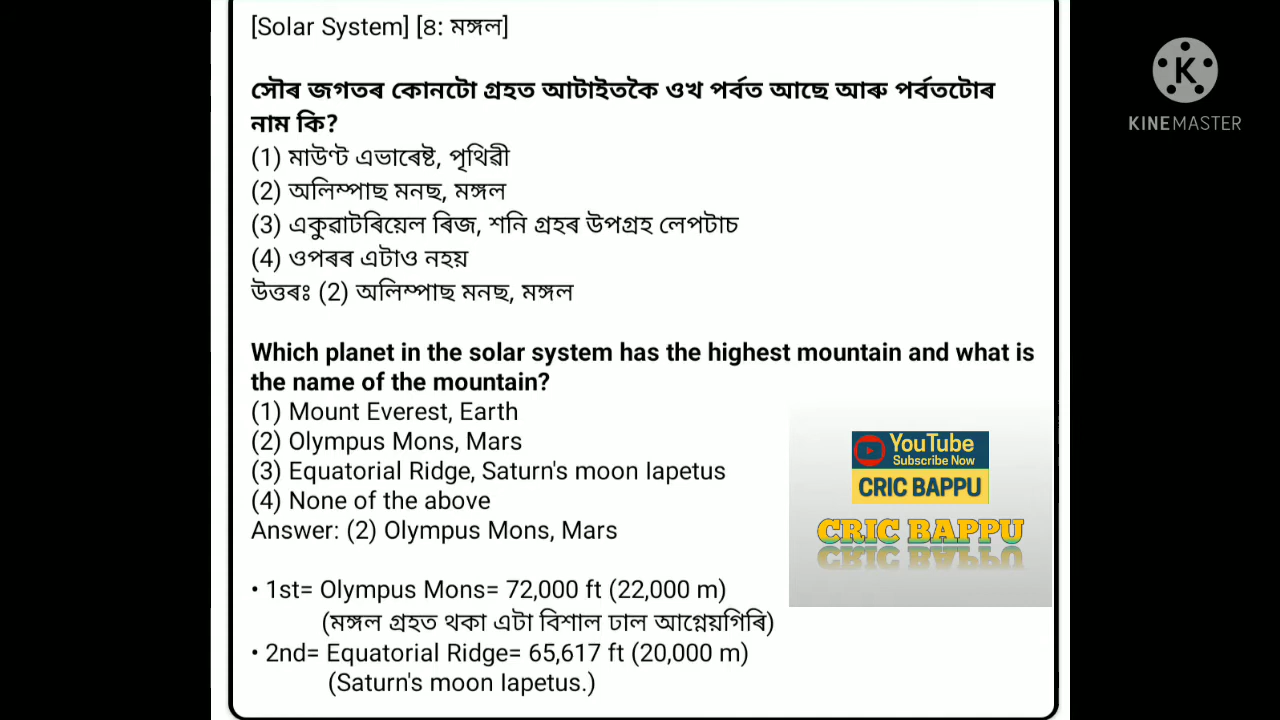 [Solar System] [8: মঙ্গল]
সৌৰ জগতৰ কোনটো গ্ৰহত আটাইতকৈ ওখ পৰ্বত আছে আৰু পৰ্বতটোৰ
নাম কি?
(1) মাউণ্ট এভাৰেষ্ট, পৃথিৱী
(2) অলিম্পাছ মনছ, মঙ্গল
(3) একুৱাটৰিয়েল ৰিজ, শনি গ্ৰহৰ উপগ্ৰহ লেপটাচ
(4) ওপৰৰ এটাও নহয়
উত্তৰঃ (2) অলিম্পাছ মনছ, মঙ্গল
Which planet in the solar system has the highest mountain and what is
the name of the mountain?
(1) Mount Everest, Earth
(2) Olympus Mons, Mars
(3) Equatorial Ridge, Saturn's moon Iapetus
(4) None of the above
Answer: (2) Olympus Mons, Mars
• 1st= Olympus Mons= 72,000 ft (22,000 m)
(মঙ্গল গ্ৰহত থকা এটা বিশাল ঢাল আগ্নেয়গিৰি)
• 2nd= Equatorial Ridge= 65,617 ft (20,000 m)
(Saturn's moon Iapetus.)
K
KINEMASTER
YouTube
Subscribe Now
CRIC BAPPU
CRIC BAPPU